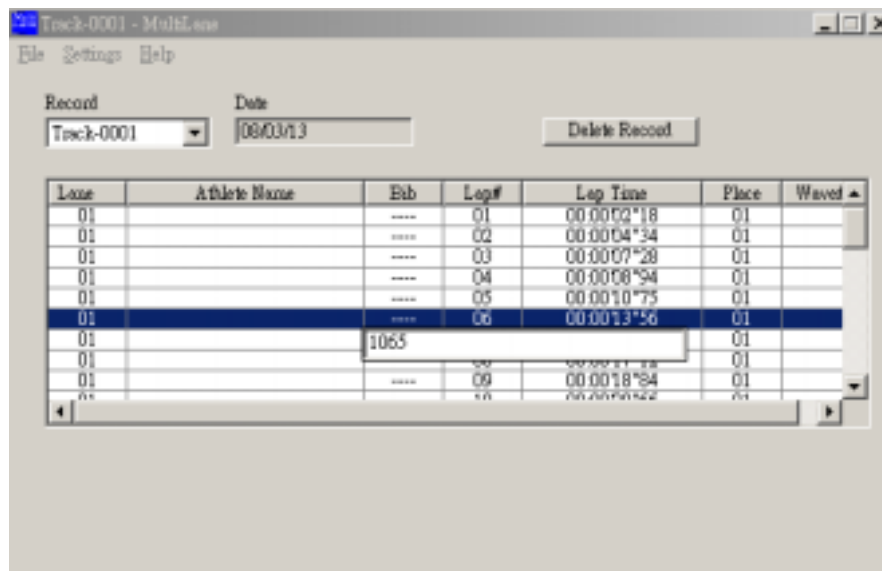 Track-0001 - MultiLane
File Settings Help
Record Date
Track-0001 08/03/13 Delete Record
Lane Athlete Name Bib Lap# Lap Time Place Waved
01 ---- 01 00:00'02"18 01
01 ---- 02 00:00'04"34 01
01 ---- 03 00:00'07"28 01
01 ---- 04 00:00'08"94 01
01 ---- 05 00:00'10"75 01
01 ---- 06 00:00'13"56 01
01 1065 01
01 01
01 ---- 09 00:00'18"84 01